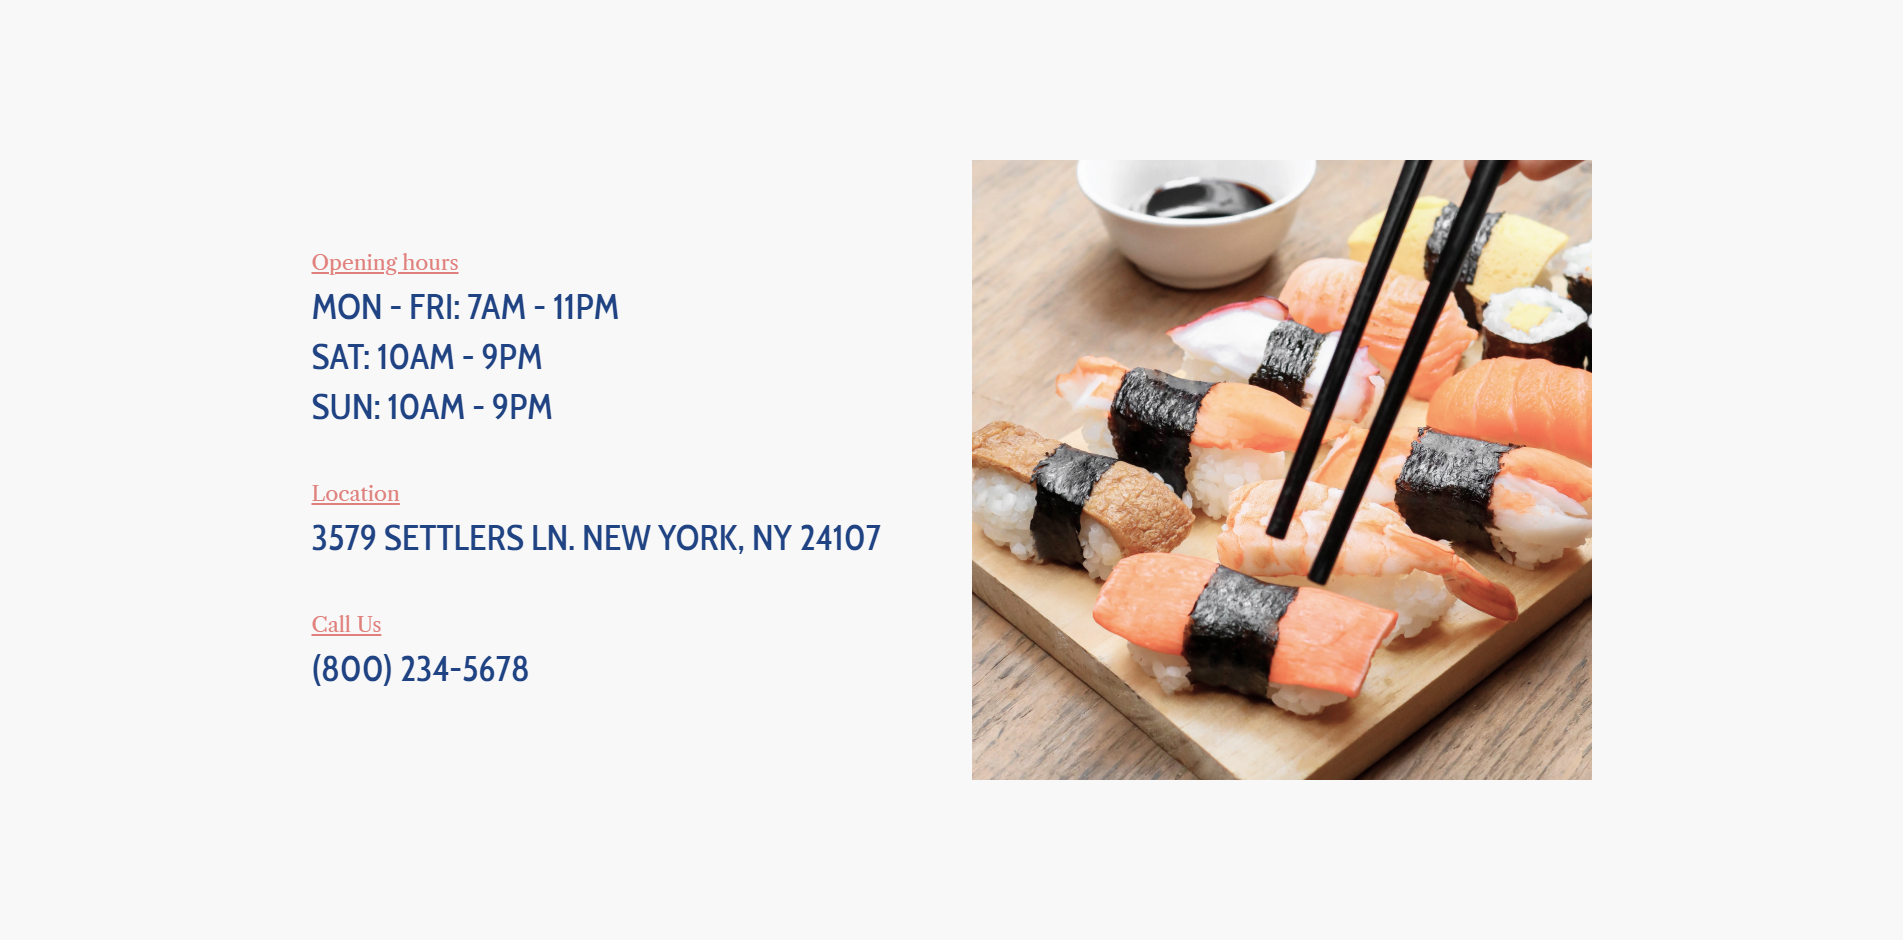 Opening hours
MON - FRI: 7AM - 11PM
SAT: 10AM - 9PM
SUN: 10AM - 9PM
Location
3579 SETTLERS LN. NEW YORK, NY 24107
Call Us
(800) 234-5678